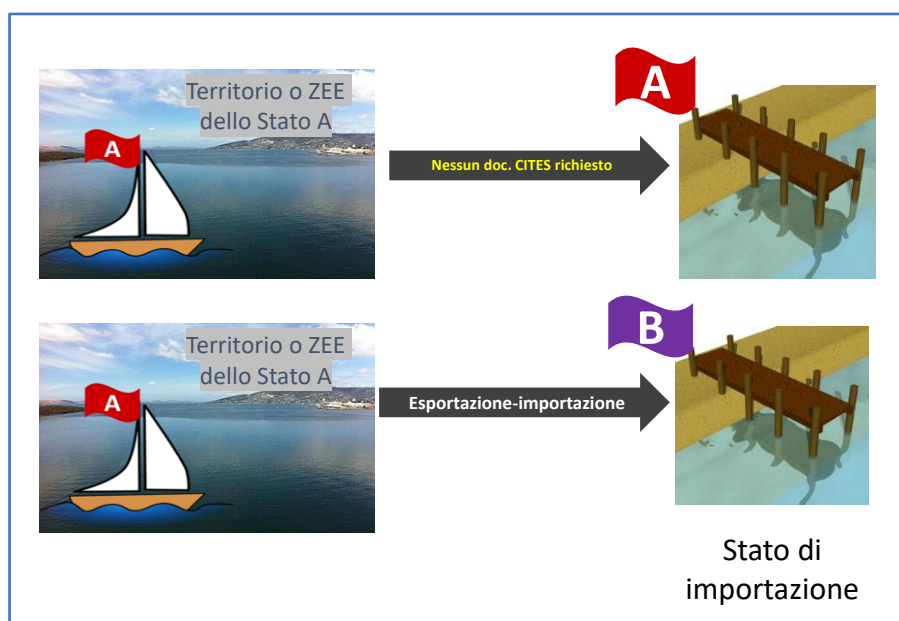 Territorio o ZEE
dello Stato A
A
A
Nessun doc. CITES richiesto
Territorio o ZEE
dello Stato A
A
B
Esportazione-importazione
Stato di
importazione